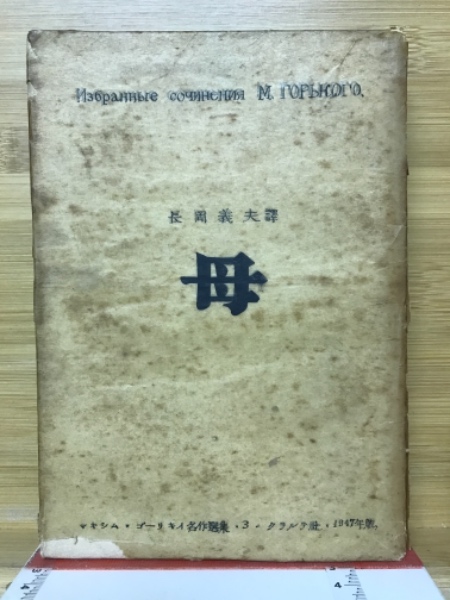 Избранные сочинения М. ГОРЬКОГО.
長岡義夫譯
母
マキシム・ゴーリキイ名作選集・3・クラルテ社・1947年版.